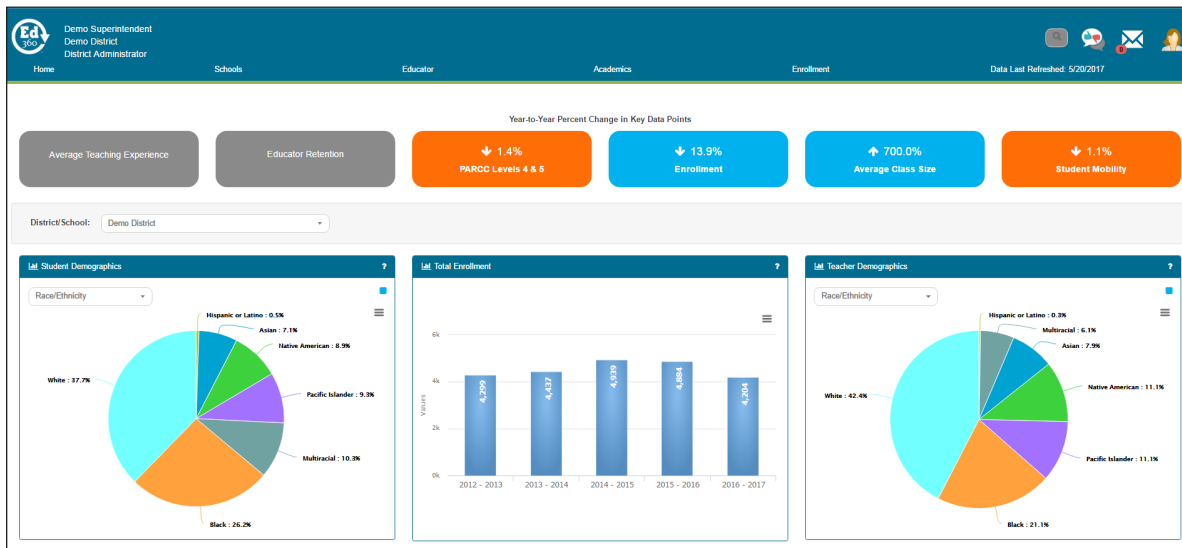 Ed
360
Demo Superintendent
Demo District
District Administrator
0
Home Schools Educator Academics Enrollment Data Last Refreshed: 5/20/2017
Year-to-Year Percent Change in Key Data Points
Average Teaching Experience
Educator Retention
1.4%
PARCC Levels 4 & 5
13.9%
Enrollment
700.0%
Average Class Size
1.1%
Student Mobility
District/School: Demo District
Student Demographics ?
Race/Ethnicity
Hispanic or Latino : 0.5%
Asian : 7.1%
Native American : 8.9%
White : 37.7%
Pacific Islander : 9.3%
Multiracial : 10.3%
Black : 26.2%
Total Enrollment ?
6k
4k
2k
0k
Values
4,299
4,437
4,939
4,884
4,204
2012 - 2013 2013 - 2014 2014 - 2015 2015 - 2016 2016 - 2017
Teacher Demographics ?
Race/Ethnicity
Hispanic or Latino : 0.3%
Multiracial : 6.1%
Asian : 7.9%
Native American : 11.1%
White : 42.4%
Pacific Islander : 11.1%
Black : 21.1%